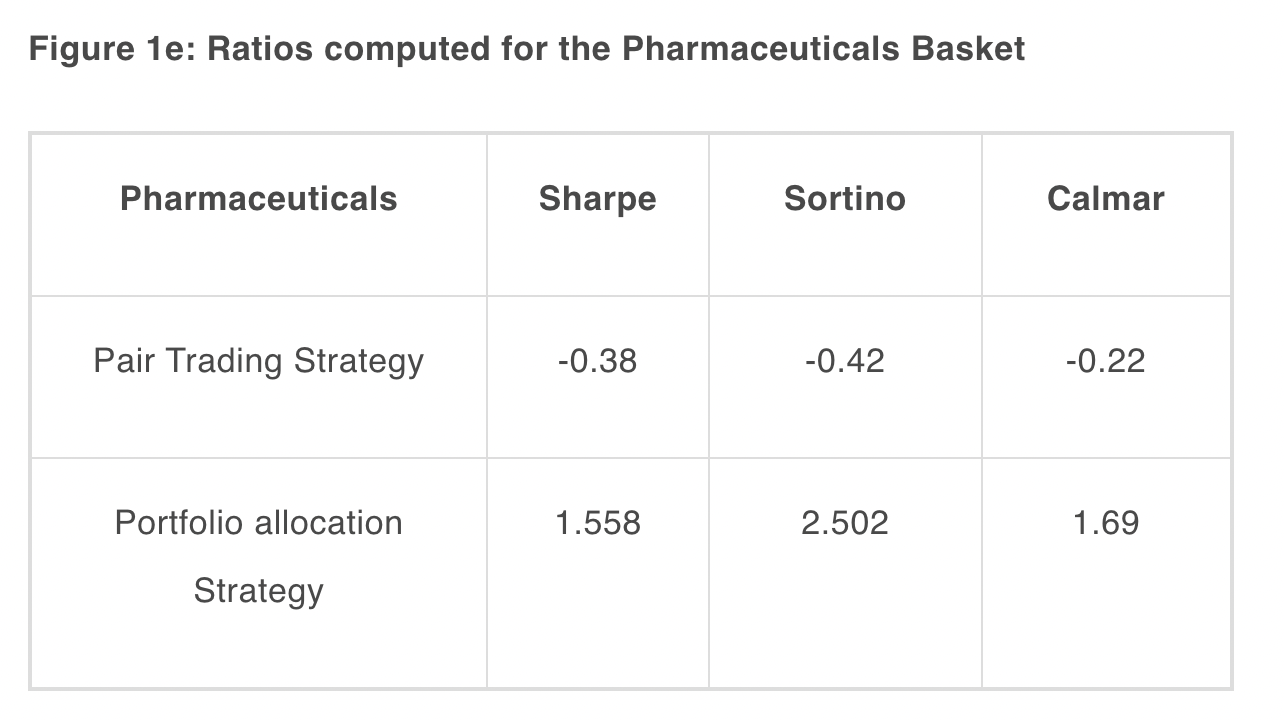 Figure 1e: Ratios computed for the Pharmaceuticals Basket
Pharmaceuticals Sharpe Sortino Calmar
Pair Trading Strategy -0.38 -0.42 -0.22
Portfolio allocation 1.558 2.502 1.69
Strategy